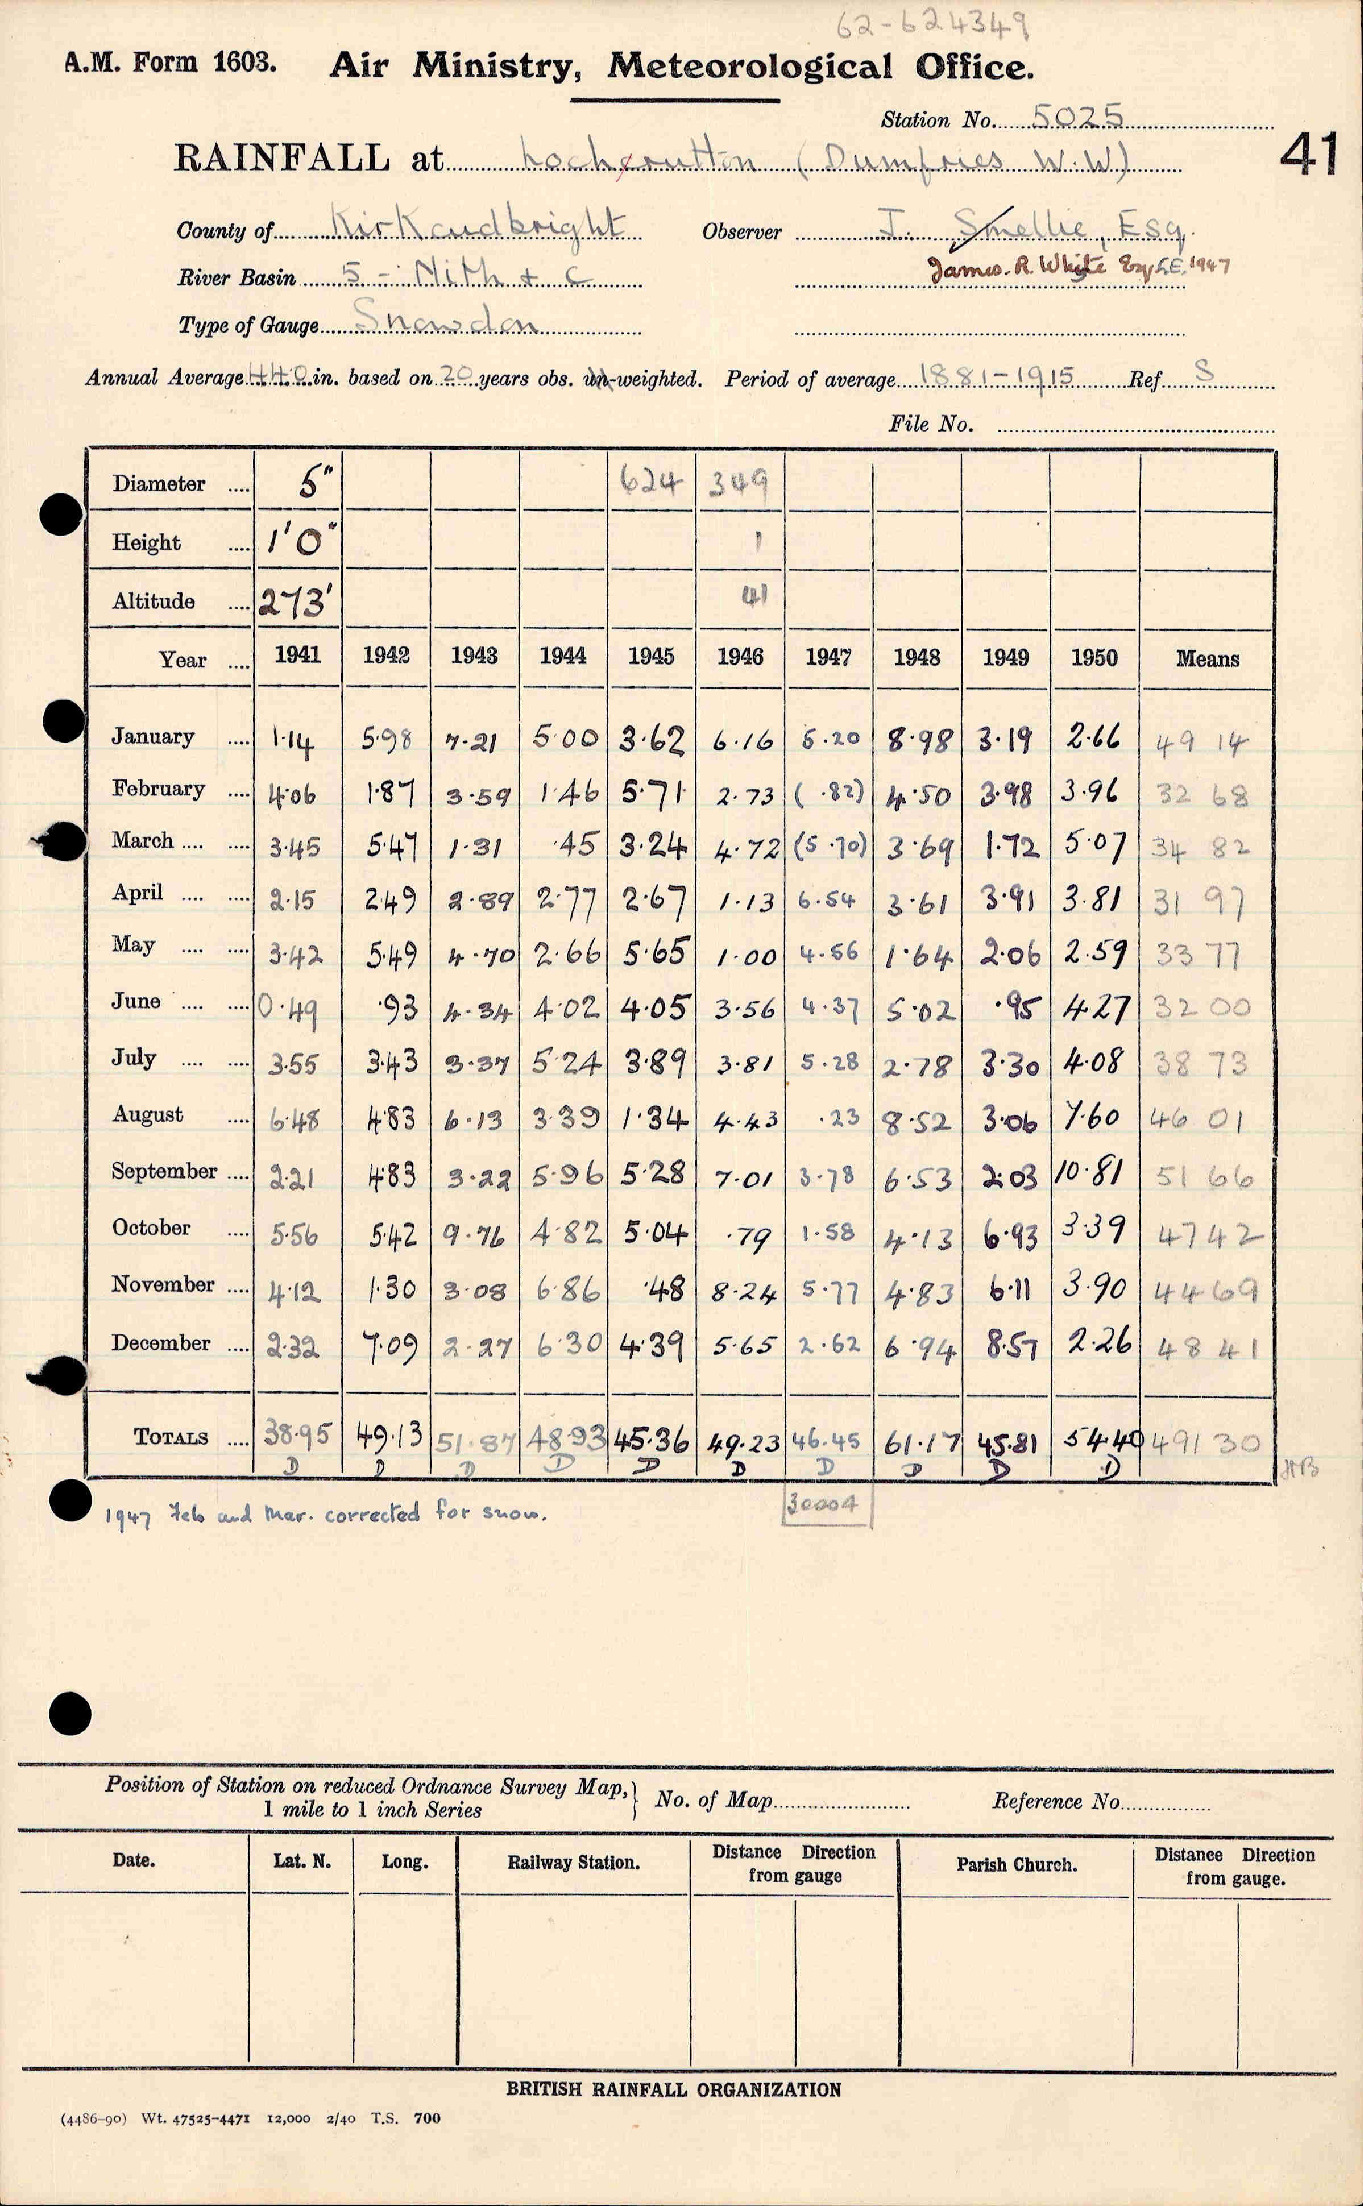 62-624349
A.M. Form 1603. Air Ministry, Meteorological Office.
Station No. 5025
41
RAINFALL at Lochrutton (Dumfries W.W)
County of Kirkcudbright Observer J. Smellie, Esq.
James. R. White Esq C.E. 1947
River Basin 5 - Nith & C
Type of Gauge Snowdon
Annual Average 44.0 in. based on 20 years obs. un-weighted. Period of average 1881-1915 Ref S
File No.
Diameter .... 5" 624 349
Height .... 1'0" 1
Altitude .... 273' 41
Year .... 1941 1942 1943 1944 1945 1946 1947 1948 1949 1950 Means
January .... 1.14 5.98 7.21 5.00 3.62 6.16 5.20 8.98 3.19 2.66 49 14
February .... 4.06 1.87 3.59 1.46 5.71 2.73 (.82) 4.50 3.98 3.96 32 68
March .... .... 3.45 5.47 1.31 .45 3.24 4.72 (5.70) 3.69 1.72 5.07 34 82
April .... .... 2.15 2.49 2.89 2.77 2.67 1.13 6.54 3.61 3.91 3.81 31 97
May .... .... 3.42 5.49 4.70 2.66 5.65 1.00 4.56 1.64 2.06 2.59 33 77
June .... .... 0.49 .93 4.34 4.02 4.05 3.56 4.37 5.02 .95 4.27 32 00
July .... .... 3.55 3.43 3.37 5.24 3.89 3.81 5.28 2.78 3.30 4.08 38 73
August .... 6.48 4.83 6.13 3.39 1.34 4.43 .23 8.52 3.06 7.60 46 01
September .... 2.21 4.83 3.22 5.96 5.28 7.01 3.78 6.53 2.03 10.81 51 66
October .... 5.56 5.42 9.76 4.82 5.04 .79 1.58 4.13 6.93 3.39 47 42
November .... 4.12 1.30 3.08 6.86 .48 8.24 5.77 4.83 6.11 3.90 44 69
December .... 2.32 7.09 2.27 6.30 4.39 5.65 2.62 6.94 8.57 2.26 48 41
TOTALS .... 38.95 49.13 51.87 48.93 45.36 49.23 46.45 61.17 45.81 54.40 491 30
D D D D D D D D D D
1947 Feb and Mar. corrected for snow.
30004
Position of Station on reduced Ordnance Survey Map, 1 mile to 1 inch Series No. of Map Reference No.
Date. Lat. N. Long. Railway Station. Distance Direction from gauge Parish Church. Distance Direction from gauge.
BRITISH RAINFALL ORGANIZATION
(4486-90) Wt. 47525-4471 12,000 2/40 T.S. 700